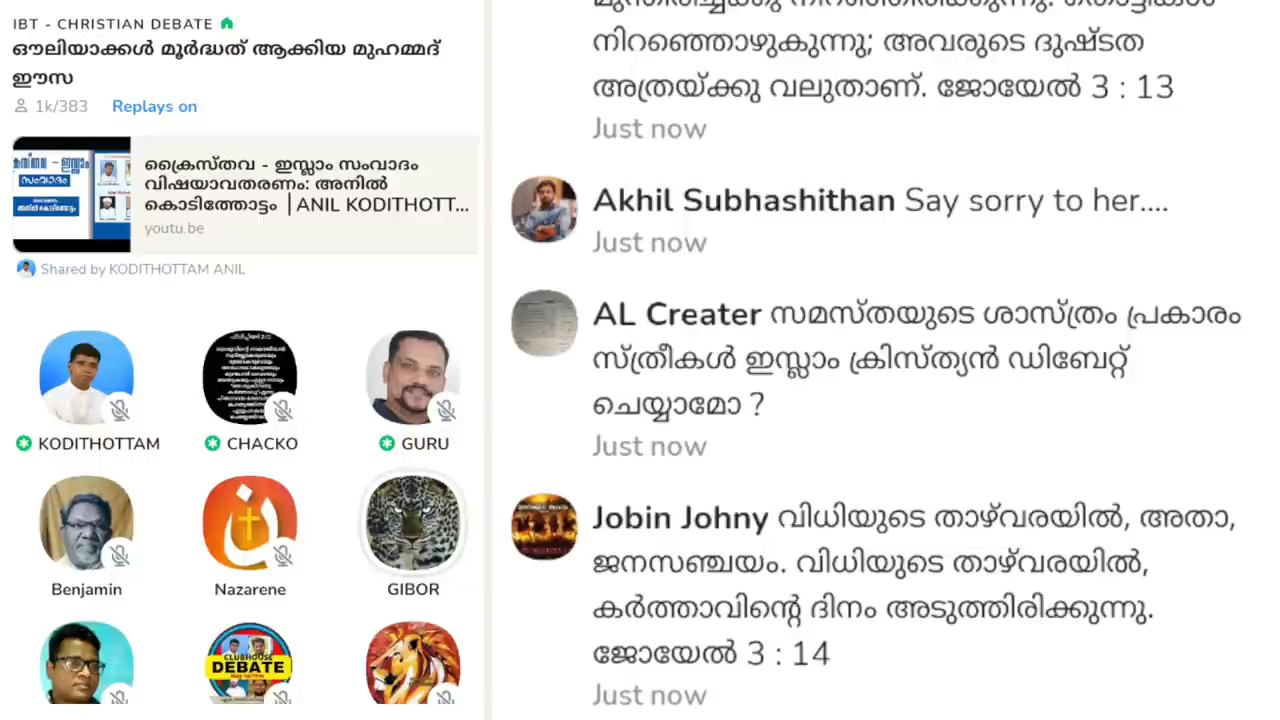 IBT - CHRISTIAN DEBATE
ഔലിയാക്കൾ മൂർദ്ധത് ആക്കിയ മുഹമ്മദ്
ഈസ
1k/383 Replays on
ക്രൈസ്തവ - ഇസ്ലാം സംവാദം
വിഷയാവതരണം: അനിൽ
കൊടിത്തോട്ടം | ANIL KODITHOTT...
youtu.be
സംവാദം
Shared by KODITHOTTAM ANIL
KODITHOTTAM
CHACKO
GURU
Benjamin
Nazarene
GIBOR
CLUBHOUSE
DEBATE
നിറഞ്ഞൊഴുകുന്നു; അവരുടെ ദുഷ്ടത
അത്രയ്ക്കു വലുതാണ്. ജോയേൽ 3 : 13
Just now
Akhil Subhashithan Say sorry to her....
Just now
AL Creater സമസ്തയുടെ ശാസ്ത്രം പ്രകാരം
സ്ത്രീകൾ ഇസ്ലാം ക്രിസ്ത്യൻ ഡിബേറ്റ്
ചെയ്യാമോ ?
Just now
Jobin Johny വിധിയുടെ താഴ്‌വരയിൽ, അതാ,
ജനസഞ്ചയം. വിധിയുടെ താഴ്‌വരയിൽ,
കർത്താവിന്റെ ദിനം അടുത്തിരിക്കുന്നു.
ജോയേൽ 3 : 14
Just now